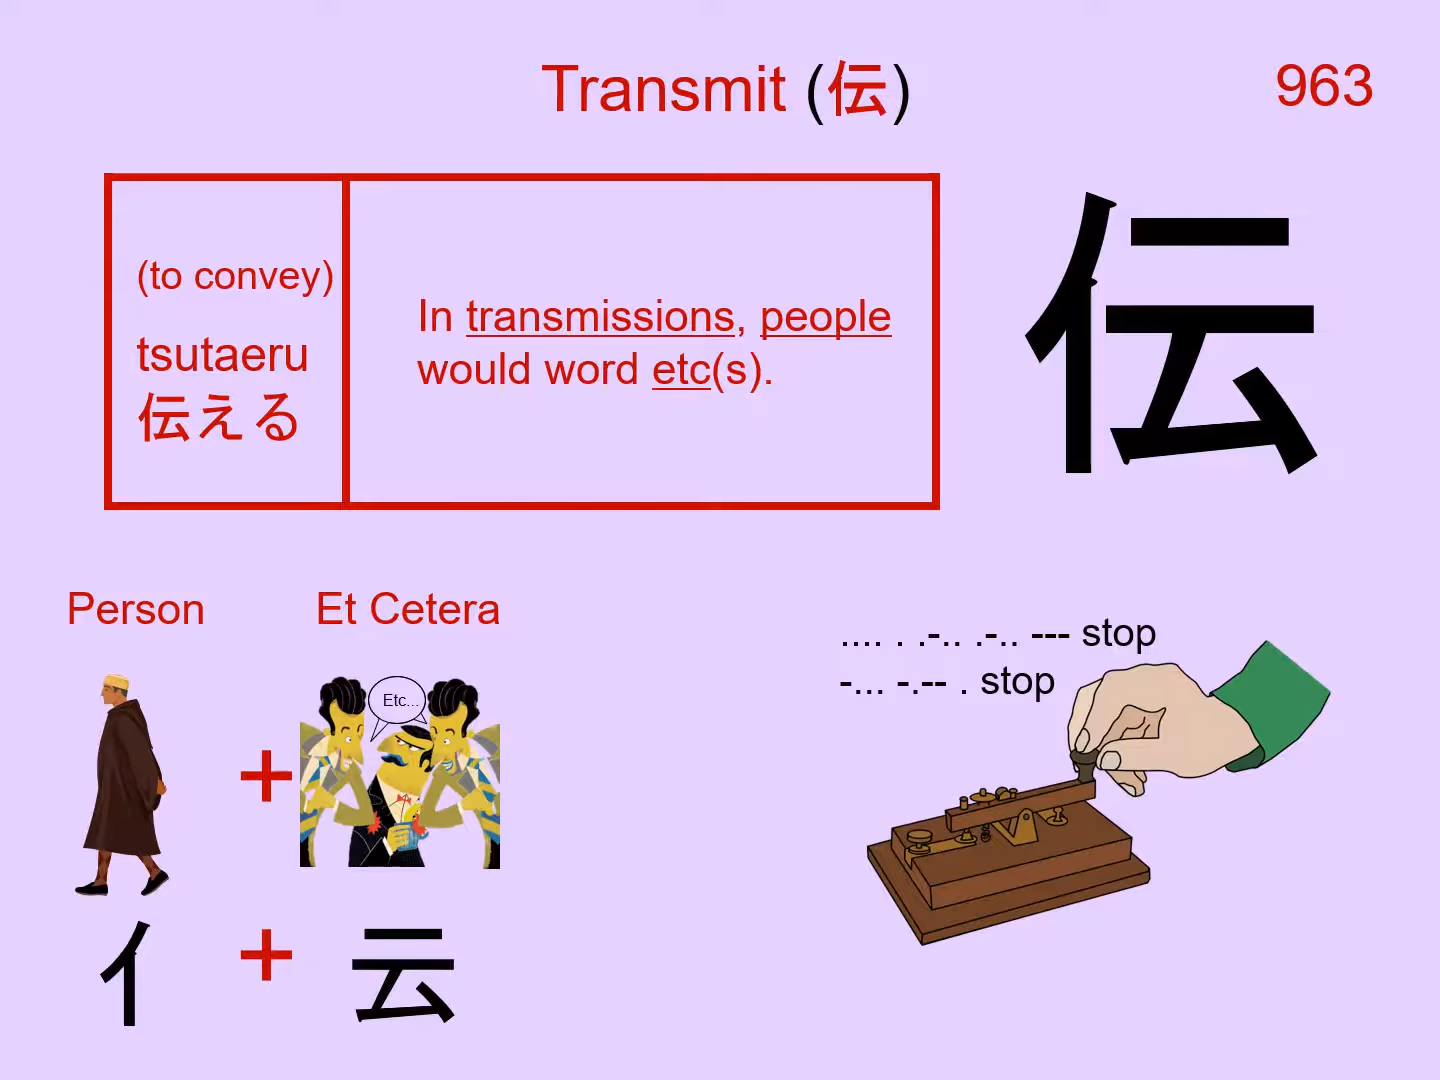 Transmit (伝)
963
(to convey)
tsutaeru
伝える
In transmissions, people
would word etc(s).
伝
Person
Et Cetera
Etc...
+
亻 + 云
.... . .-.. .-.. --- stop
-... -.-- . stop